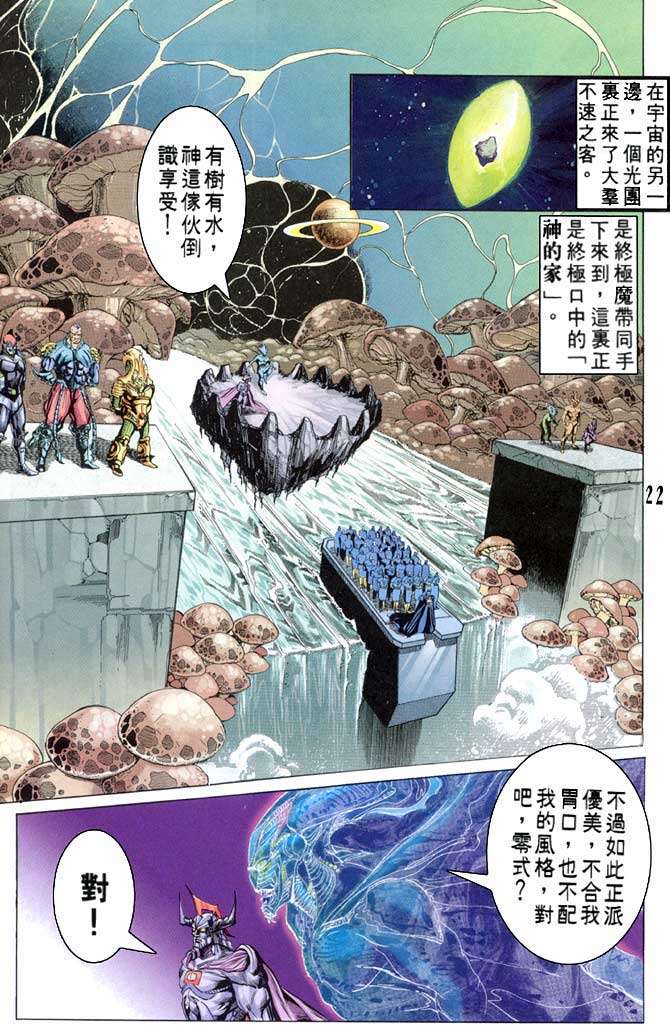 在宇宙的另一
邊，一個光團
裏正來了大羣
不速之客。
是終極魔帶同手
下來到，這裏正
是終極口中的「
神的家」。
有樹有水，
神這傢伙倒
識享受！
22
不過如此正派
優美，不合我
胃口，也不配
我的風格，對
吧，零式？
對！